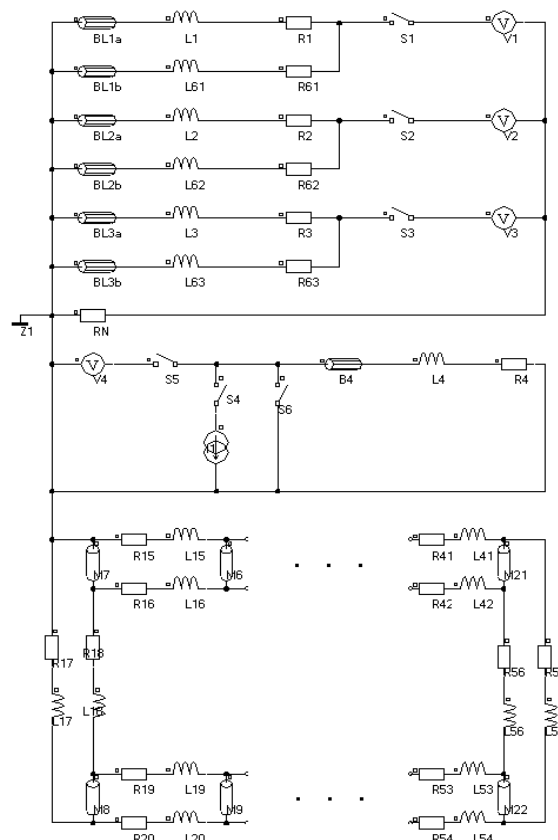 BL1a L1 R1 S1 V V1
BL1b L61 R61
BL2a L2 R2 S2 V V2
BL2b L62 R62
BL3a L3 R3 S3 V V3
BL3b L63 R63
Z1 RN
V V4 S5 S4 S6 B4 L4 R4
M7 R15 L15 M6 R41 L41 M21
R16 L16 R42 L42
R17 R18 R56
L17 L56
R19 L19 R53 L53
M8 M9 M22
R20 L20 R54 L54